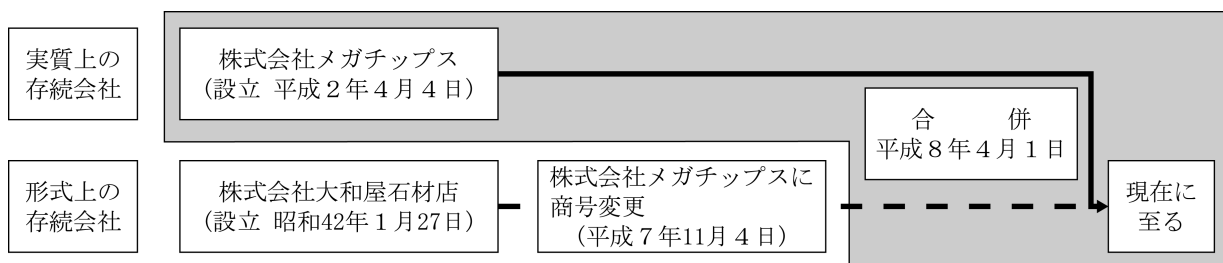 実質上の
存続会社
株式会社メガチップス
(設立 平成2年4月4日)
合 併
平成8年4月1日
形式上の
存続会社
株式会社大和屋石材店
(設立 昭和42年1月27日)
株式会社メガチップスに
商号変更
(平成7年11月4日)
現在に
至る